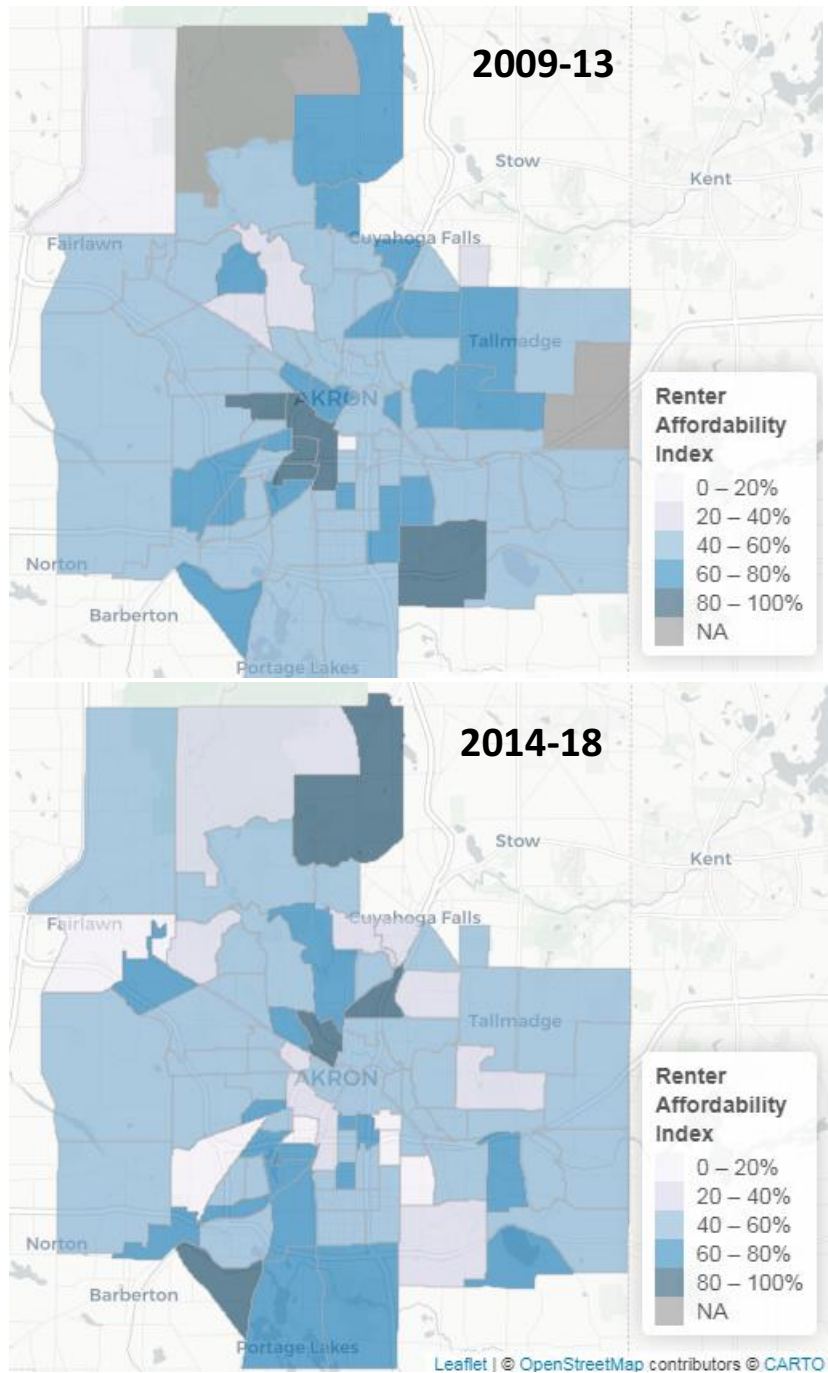 2009-13
Stow
Kent
Fairlawn
Cuyahoga Falls
Tallmadge
AKRON
Norton
Barberton
Portage Lakes
Renter
Affordability
Index
0 – 20%
20 – 40%
40 – 60%
60 – 80%
80 – 100%
NA
2014-18
Stow
Kent
Fairlawn
Cuyahoga Falls
Tallmadge
AKRON
Norton
Barberton
Portage Lakes
Renter
Affordability
Index
0 – 20%
20 – 40%
40 – 60%
60 – 80%
80 – 100%
NA
Leaflet | © OpenStreetMap contributors © CARTO